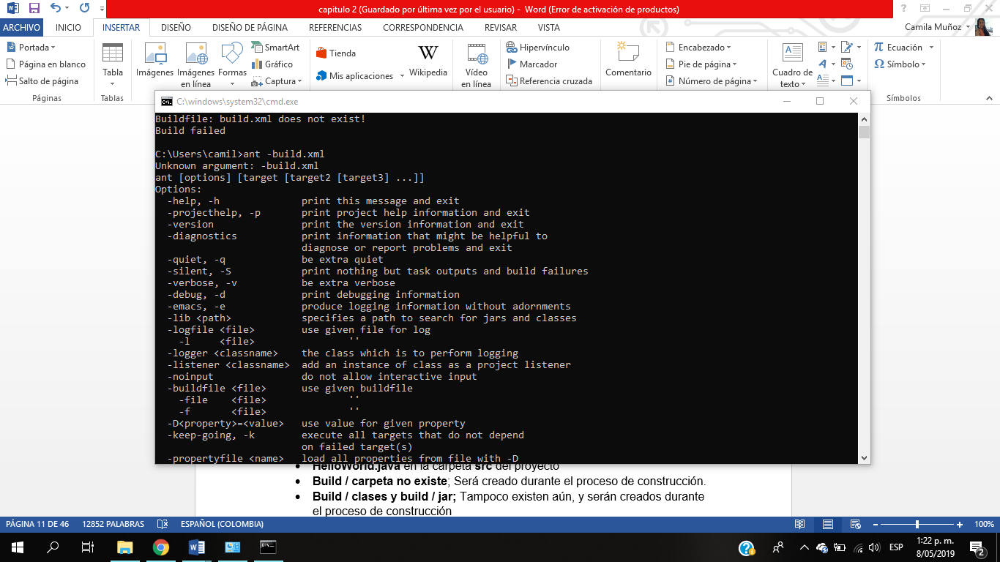 capitulo 2 (Guardado por última vez por el usuario) - Word (Error de activación de productos)
ARCHIVO INICIO INSERTAR DISEÑO DISEÑO DE PÁGINA REFERENCIAS CORRESPONDENCIA REVISAR VISTA Camila Muñoz
Portada
Página en blanco
Salto de página
Páginas
Tabla
Tablas
Imágenes
Imágenes en línea
Formas
SmartArt
Gráfico
Captura
Tienda
Mis aplicaciones
W
Wikipedia
Vídeo en línea
Hipervínculo
Marcador
Referencia cruzada
Comentario
Encabezado
Pie de página
Número de página
Cuadro de texto
Ecuación
Símbolo
Símbolos
C:\windows\system32\cmd.exe
Buildfile: build.xml does not exist!
Build failed
C:\Users\camil>ant -build.xml
Unknown argument: -build.xml
ant [options] [target [target2 [target3] ...]]
Options:
-help, -h print this message and exit
-projecthelp, -p print project help information and exit
-version print the version information and exit
-diagnostics print information that might be helpful to
diagnose or report problems and exit
-quiet, -q be extra quiet
-silent, -S print nothing but task outputs and build failures
-verbose, -v be extra verbose
-debug, -d print debugging information
-emacs, -e produce logging information without adornments
-lib <path> specifies a path to search for jars and classes
-logfile <file> use given file for log
-l <file> ''
-logger <classname> the class which is to perform logging
-listener <classname> add an instance of class as a project listener
-noinput do not allow interactive input
-buildfile <file> use given buildfile
-file <file> ''
-f <file> ''
-D<property>=<value> use value for given property
-keep-going, -k execute all targets that do not depend
on failed target(s)
-propertyfile <name> load all properties from file with -D
• HelloWorld.java en la carpeta src del proyecto
• Build / carpeta no existe; Será creado durante el proceso de construcción.
• Build / clases y build / jar; Tampoco existen aún, y serán creados durante
el proceso de construcción
PÁGINA 11 DE 46 12852 PALABRAS ESPAÑOL (COLOMBIA) 100%
ESP
1:22 p. m.
8/05/2019
2